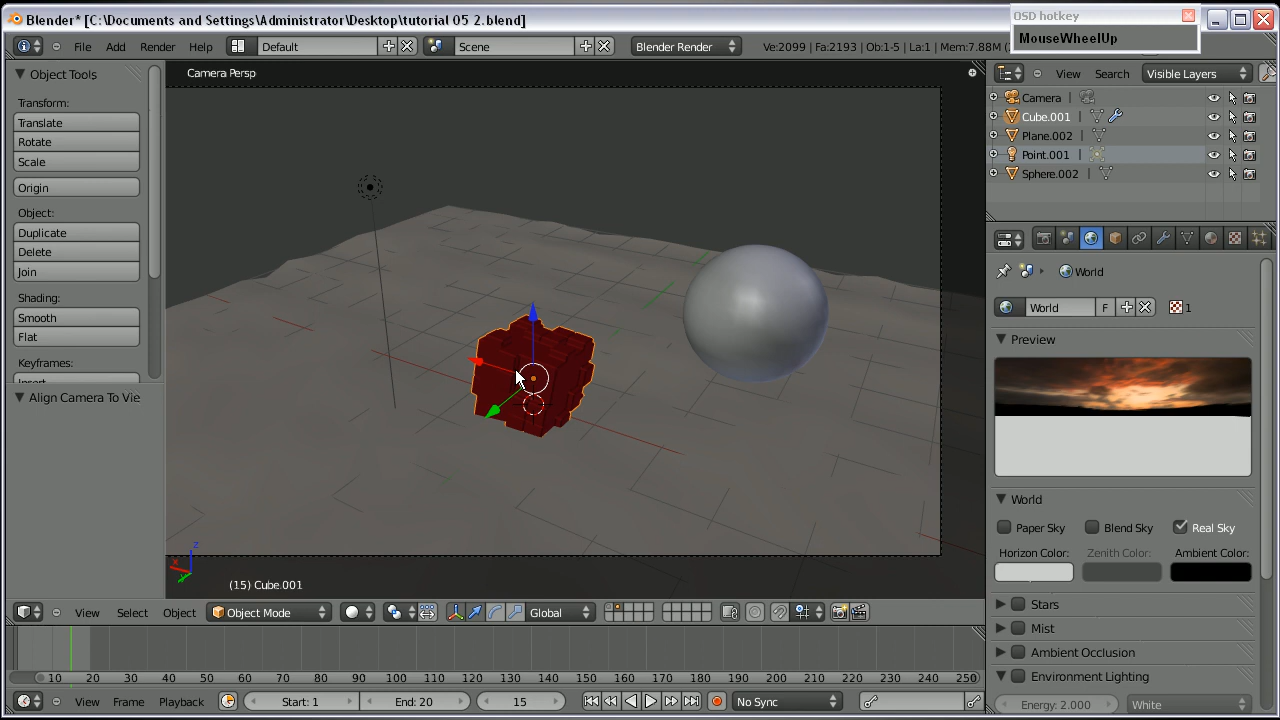 Blender* [C:\Documents and Settings\Administrator\Desktop\tutorial 05 2.blend]
OSD hotkey
MouseWheelUp
File Add Render Help Default Scene Blender Render Ve:2099 | Fa:2193 | Ob:1-5 | La:1 | Mem:7.88M
View Search Visible Layers
Object Tools
Transform:
Translate
Rotate
Scale
Origin
Object:
Duplicate
Delete
Join
Shading:
Smooth
Flat
Keyframes:
Insert
Align Camera To Vie
Camera Persp
z
x
y
(15) Cube.001
Camera
Cube.001
Plane.002
Point.001
Sphere.002
World
World F 1
Preview
World
Paper Sky Blend Sky Real Sky
Horizon Color: Zenith Color: Ambient Color:
Stars
Mist
Ambient Occlusion
Environment Lighting
Energy: 2.000 White
View Select Object Object Mode Global
10 20 30 40 50 60 70 80 90 100 110 120 130 140 150 160 170 180 190 200 210 220 230 240 250
View Frame Playback Start: 1 End: 20 15 No Sync